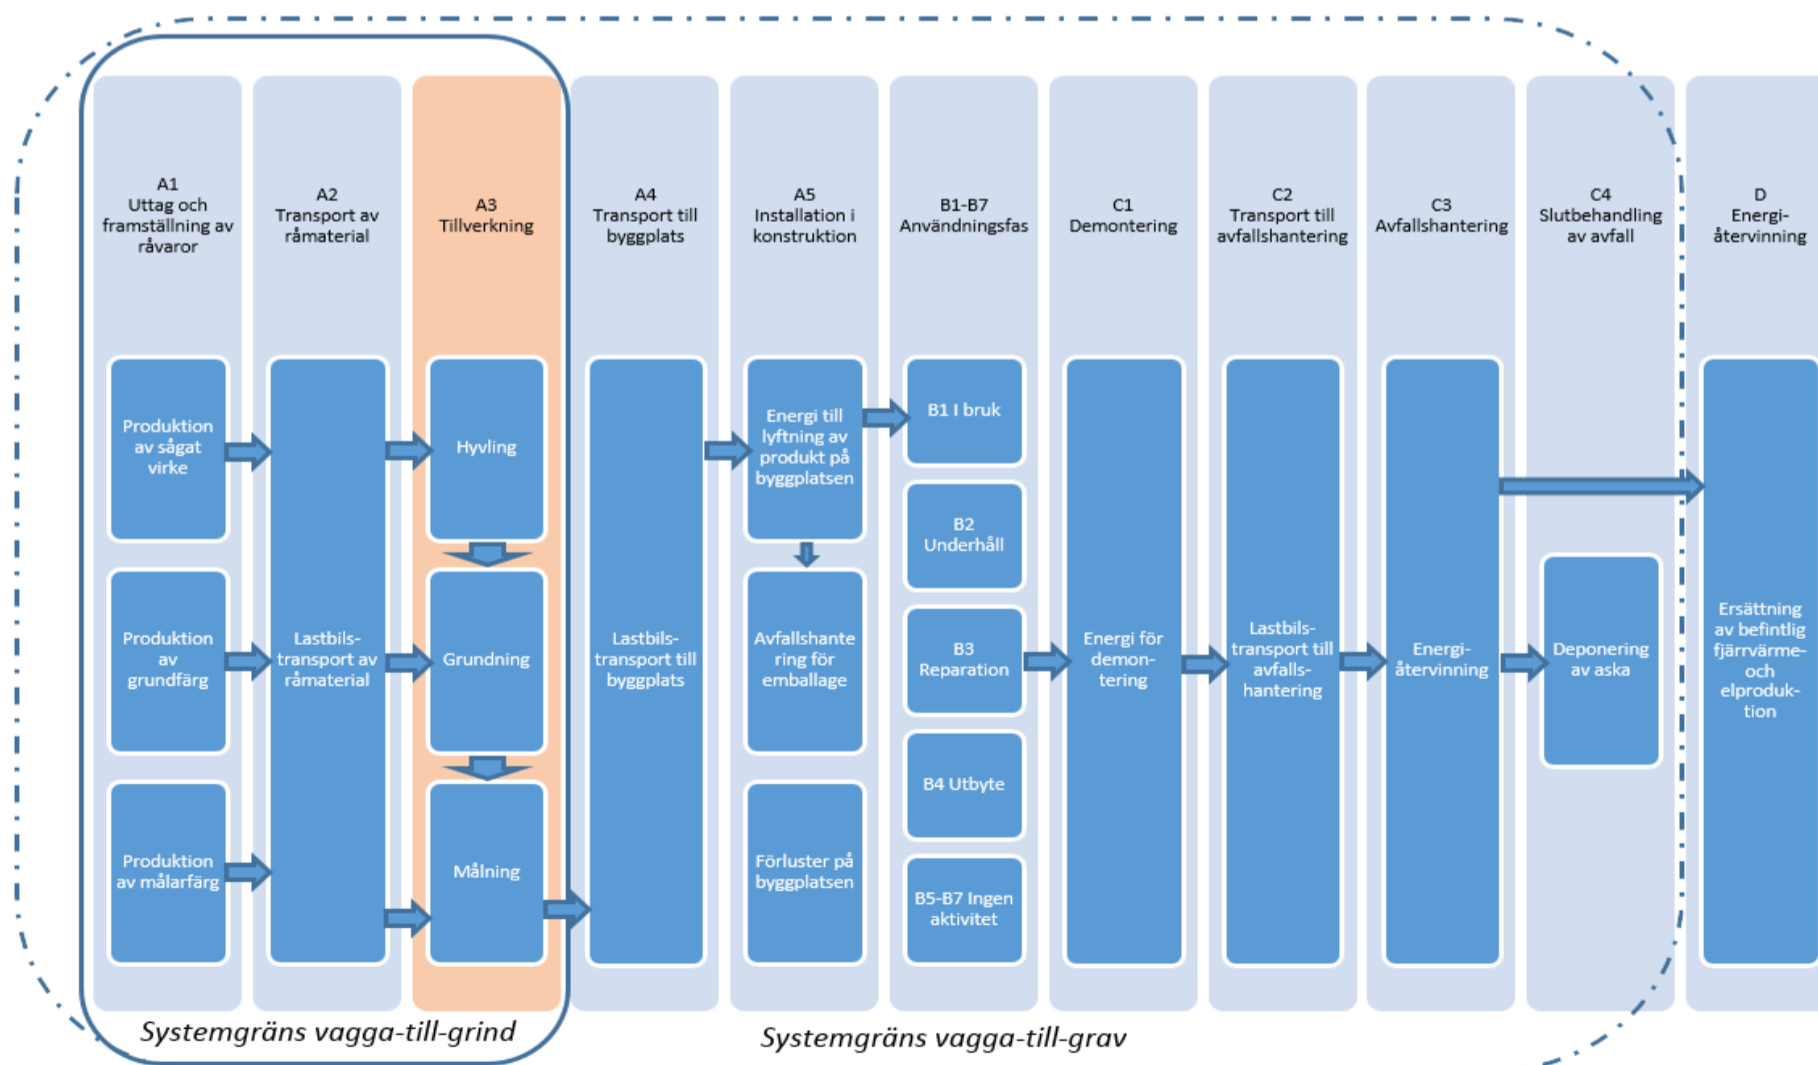 A1
Uttag och
framställning av
råvaror
A2
Transport av
råmaterial
A3
Tillverkning
A4
Transport till
byggplats
A5
Installation i
konstruktion
B1-B7
Användningsfas
C1
Demontering
C2
Transport till
avfallshantering
C3
Avfallshantering
C4
Slutbehandling
av avfall
D
Energi-
återvinning
Produktion
av sågat
virke
Produktion
av
grundfärg
Produktion
av målarfärg
Lastbils-
transport av
råmaterial
Hyvling
Grundning
Målning
Lastbils-
transport till
byggplats
Energi till
lyftning av
produkt på
byggplatsen
Avfallshante
ring för
emballage
Förluster på
byggplatsen
B1 I bruk
B2
Underhåll
B3
Reparation
B4 Utbyte
B5-B7 Ingen
aktivitet
Energi för
demon-
tering
Lastbils-
transport till
avfalls-
hantering
Energi-
återvinning
Deponering
av aska
Ersättning
av befintlig
fjärrvärme-
och
elproduk-
tion
Systemgräns vagga-till-grind
Systemgräns vagga-till-grav